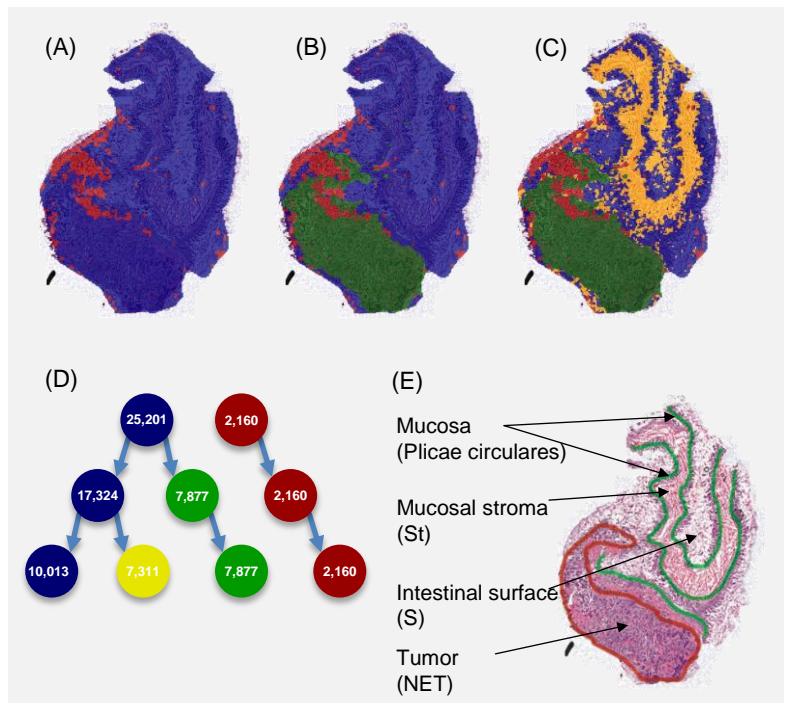 (A)
(B)
(C)
(D)
25,201
2,160
17,324
7,877
2,160
10,013
7,311
7,877
2,160
(E)
Mucosa
(Plicae circulares)
Mucosal stroma
(St)
Intestinal surface
(S)
Tumor
(NET)